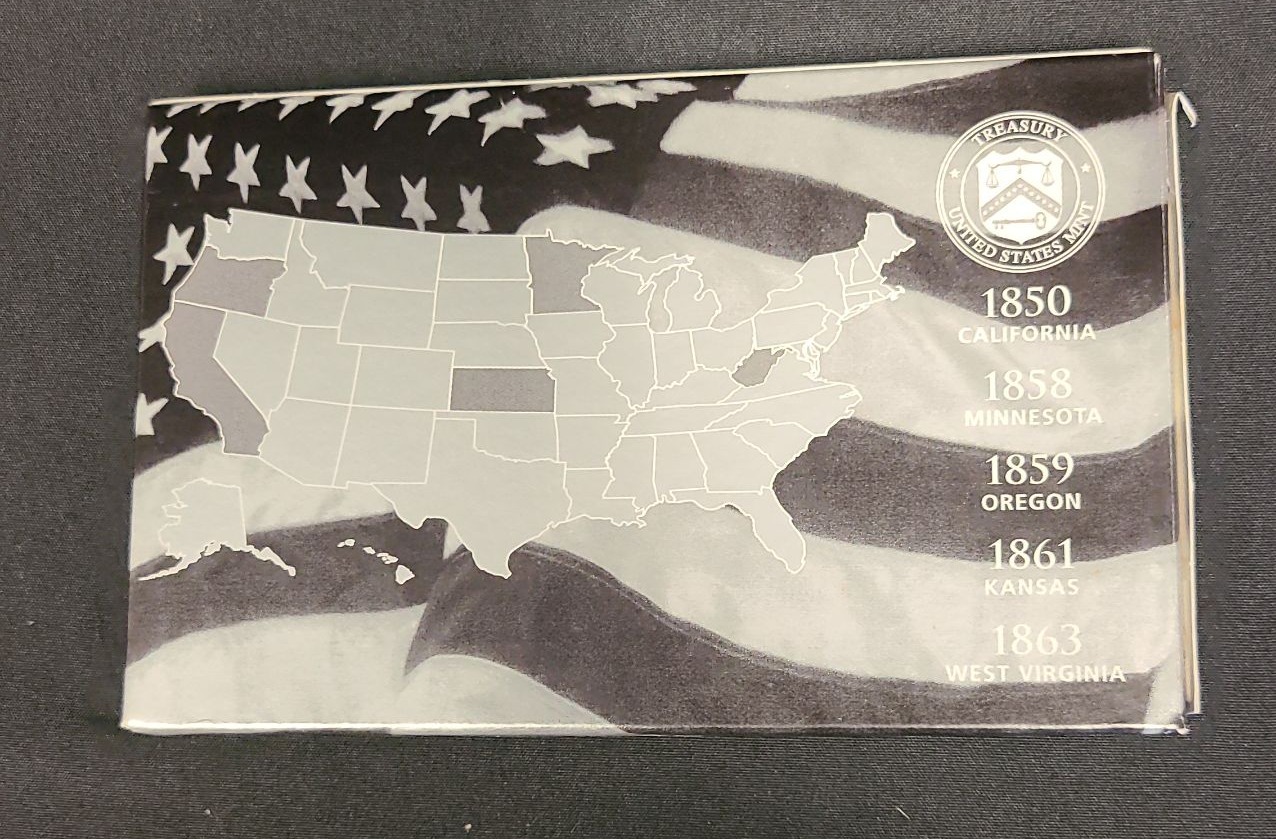 TREASURY
UNITED STATES MINT
1850
CALIFORNIA
1858
MINNESOTA
1859
OREGON
1861
KANSAS
1863
WEST VIRGINIA